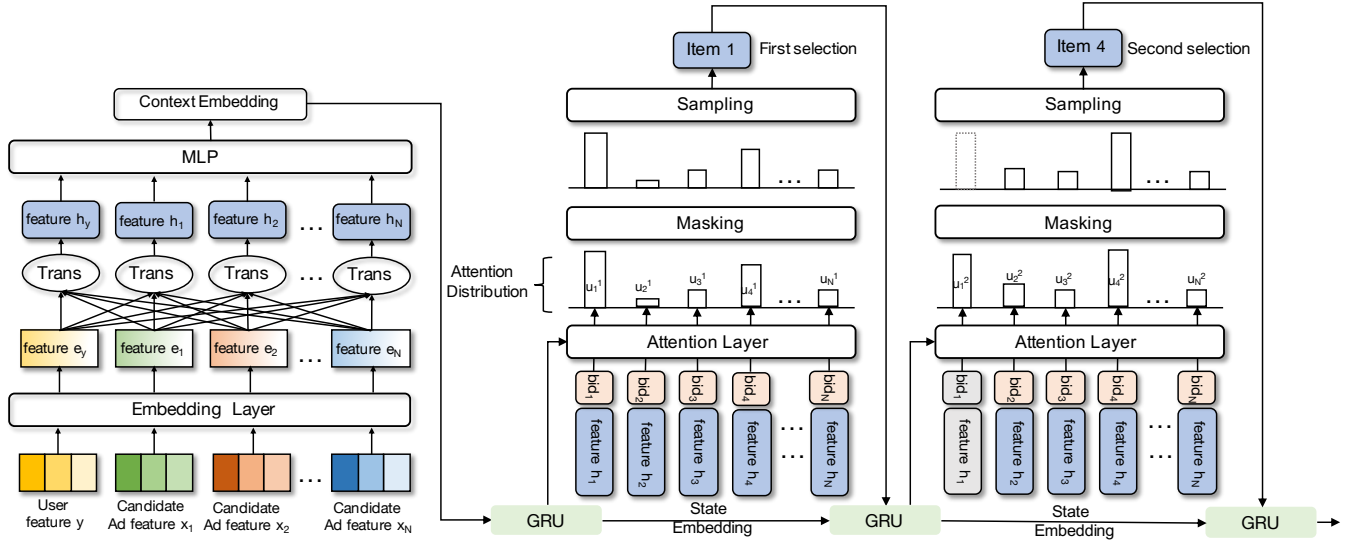 Context Embedding
MLP
feature h_y
feature h_1
feature h_2
...
feature h_N
Trans
Trans
Trans
...
Trans
feature e_y
feature e_1
feature e_2
...
feature e_N
Embedding Layer
...
User
feature y
Candidate
Ad feature x_1
Candidate
Ad feature x_2
Candidate
Ad feature x_N
Item 1
First selection
Sampling
...
Masking
Attention
Distribution
u_1^1
u_2^1
u_3^1
u_4^1
...
u_N^1
Attention Layer
bid_1
bid_2
bid_3
bid_4
...
bid_N
feature h_1
feature h_2
feature h_3
feature h_4
...
feature h_N
GRU
State
Embedding
GRU
Item 4
Second selection
Sampling
...
Masking
u_1^2
u_2^2
u_3^2
u_4^2
...
u_N^2
Attention Layer
bid_1
bid_2
bid_3
bid_4
...
bid_N
feature h_1
feature h_2
feature h_3
feature h_4
...
feature h_N
State
Embedding
GRU